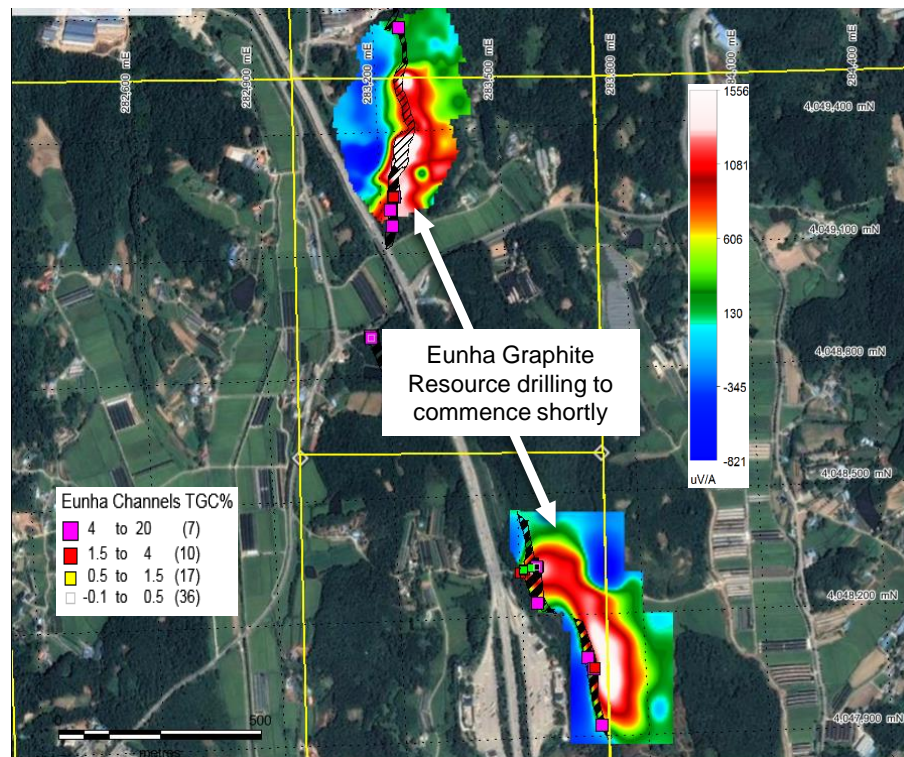 282,600 mE
282,900 mE
283,200 mE
283,500 mE
283,800 mE
284,100 mE
284,400 mE
4,049,400 mN
4,049,100 mN
4,048,800 mN
4,048,500 mN
4,048,200 mN
4,047,900 mN
1556
1081
606
130
-345
-821
uV/A
Eunha Graphite
Resource drilling to
commence shortly
Eunha Channels TGC%
4 to 20 (7)
1.5 to 4 (10)
0.5 to 1.5 (17)
-0.1 to 0.5 (36)
0 500
metres